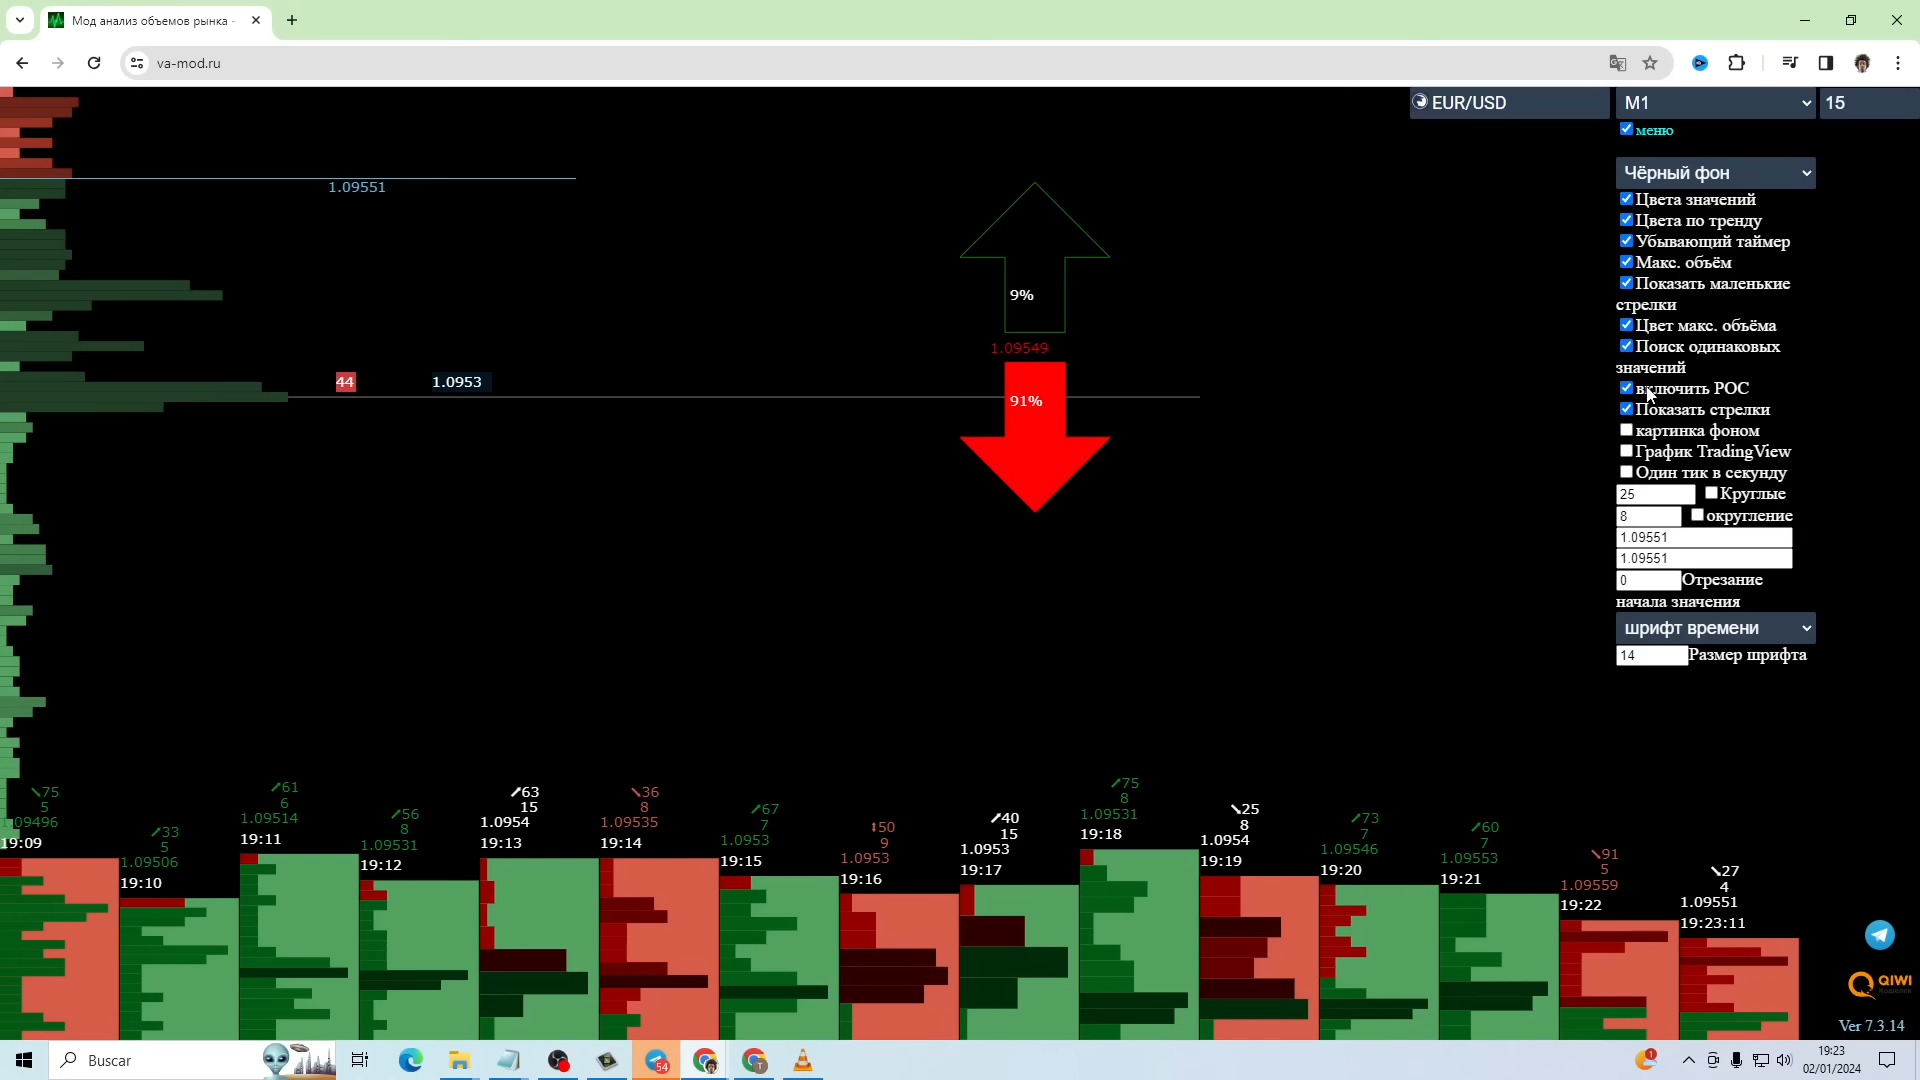 Мод анализ объемов рынка -
va-mod.ru
EUR/USD
M1
15
меню
Чёрный фон
Цвета значений
Цвета по тренду
Убывающий таймер
Макс. объём
Показать маленькие
стрелки
Цвет макс. объёма
Поиск одинаковых
значений
включить POC
Показать стрелки
картинка фоном
График TradingView
Один тик в секунду
25 Круглые
8 округление
1.09551
1.09551
0 Отрезание
начала значения
шрифт времени
14 Размер шрифта
1.09551
9%
1.09549
44 1.0953
91%
↘75
5
1.09496
19:09
↗33
5
1.09506
19:10
↗61
6
1.09514
19:11
↗56
8
1.09531
19:12
↗63
15
1.0954
19:13
↘36
8
1.09535
19:14
↗67
7
1.0953
19:15
↕50
9
1.0953
19:16
↗40
15
1.0953
19:17
↗75
8
1.09531
19:18
↘25
8
1.0954
19:19
↗73
7
1.09546
19:20
↗60
7
1.09553
19:21
↘91
5
1.09559
19:22
↘27
4
1.09551
19:23:11
QIWI
Ver 7.3.14
Buscar
54
T
1
19:23
02/01/2024